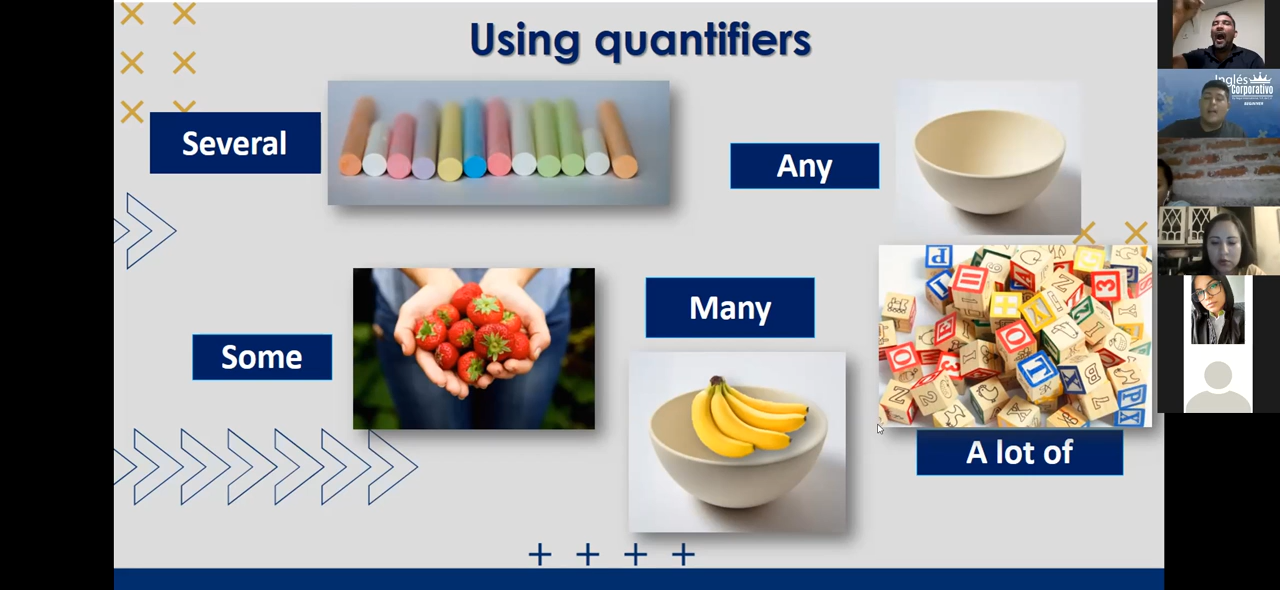 Using quantifiers
Several
Any
Some
Many
A lot of
Inglés
Corporativo